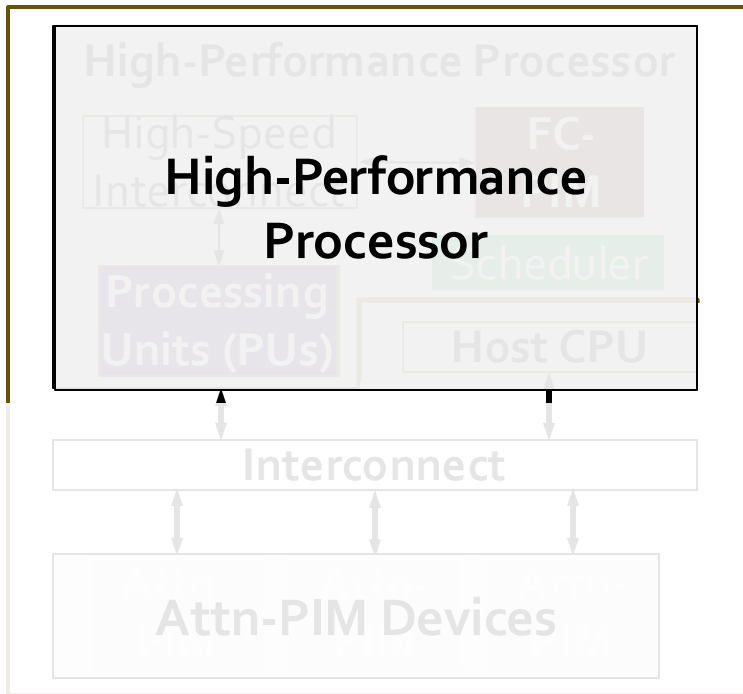 High-Performance Processor
High-Speed
Interconnect
FC-
PIM
High-Performance
Processor
Scheduler
Processing
Units (PUs)
Host CPU
Interconnect
Attn-PIM Devices